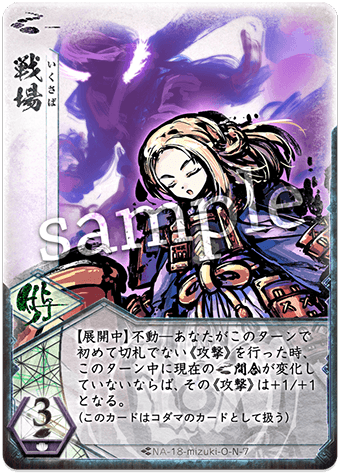 戦場
いくさば
sample
付与
【展開中】不動―あなたがこのターンで
初めて切札でない《攻撃》を行った時、
このターン中に現在の間合が変化し
ていないならば、その《攻撃》は+1/+1
となる。
(このカードはコダマのカードとして扱う)
3
NA-18-mizuki-O-N-7